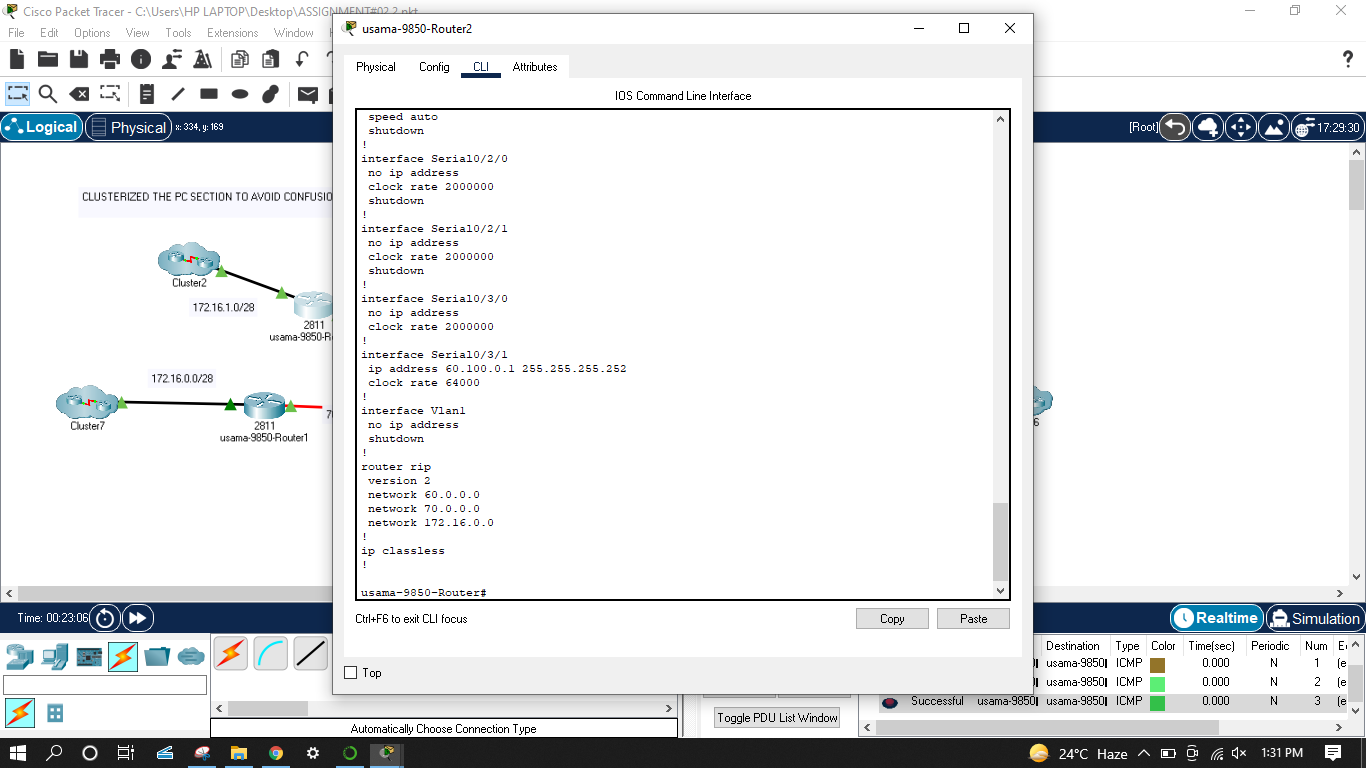 Cisco Packet Tracer - C:\Users\HP LAPTOP\Desktop\ASSIGNMENT#02 2.pkt
File Edit Options View Tools Extensions Window
usama-9850-Router2
Physical Config CLI Attributes
IOS Command Line Interface
Logical Physical x: 334, y: 169
[Root] 17:29:30
CLUSTERIZED THE PC SECTION TO AVOID CONFUSIO
Cluster2
172.16.1.0/28
2811
usama-9850-R
172.16.0.0/28
Cluster7
2811
usama-9850-Router1
speed auto
shutdown
!
interface Serial0/2/0
no ip address
clock rate 2000000
shutdown
!
interface Serial0/2/1
no ip address
clock rate 2000000
shutdown
!
interface Serial0/3/0
no ip address
clock rate 2000000
!
interface Serial0/3/1
ip address 60.100.0.1 255.255.255.252
clock rate 64000
!
interface Vlan1
no ip address
shutdown
!
router rip
version 2
network 60.0.0.0
network 70.0.0.0
network 172.16.0.0
!
ip classless
!
usama-9850-Router#
Ctrl+F6 to exit CLI focus
Copy Paste
Top
Time: 00:23:06
Realtime Simulation
Destination Type Color Time(sec) Periodic Num
usama-9850 ICMP 0.000 N 1 (e
usama-9850 ICMP 0.000 N 2 (e
Successful usama-9850 usama-9850 ICMP 0.000 N 3 (e
Toggle PDU List Window
Automatically Choose Connection Type
24°C Haze 1:31 PM